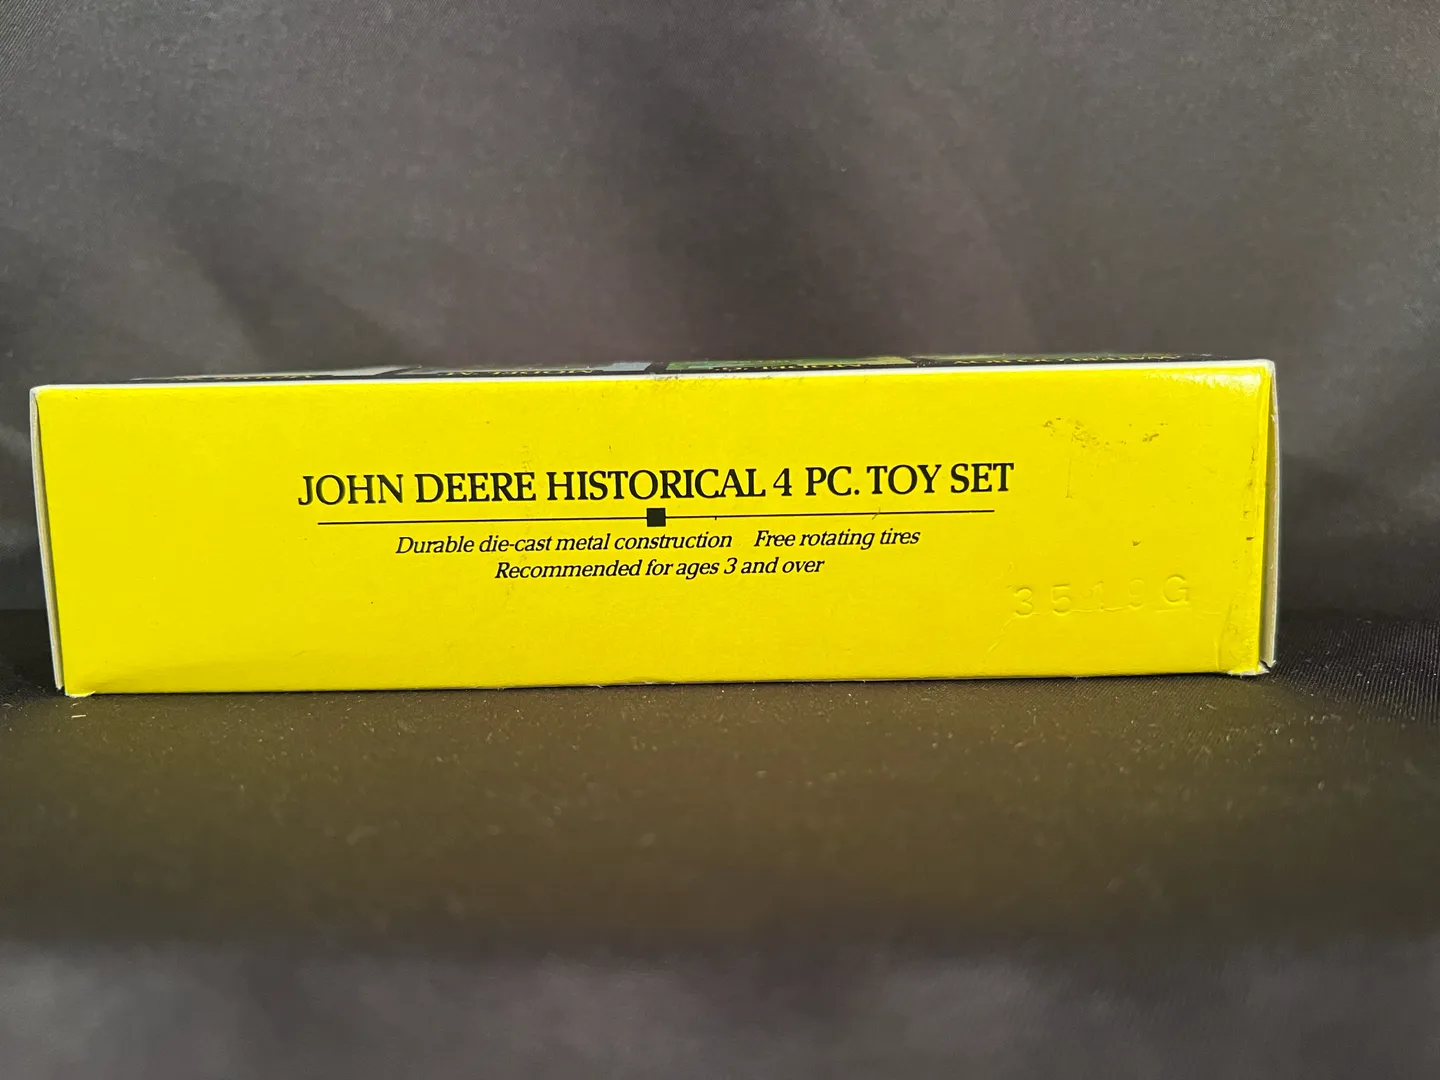 JOHN DEERE HISTORICAL 4 PC. TOY SET
Durable die-cast metal construction Free rotating tires
Recommended for ages 3 and over